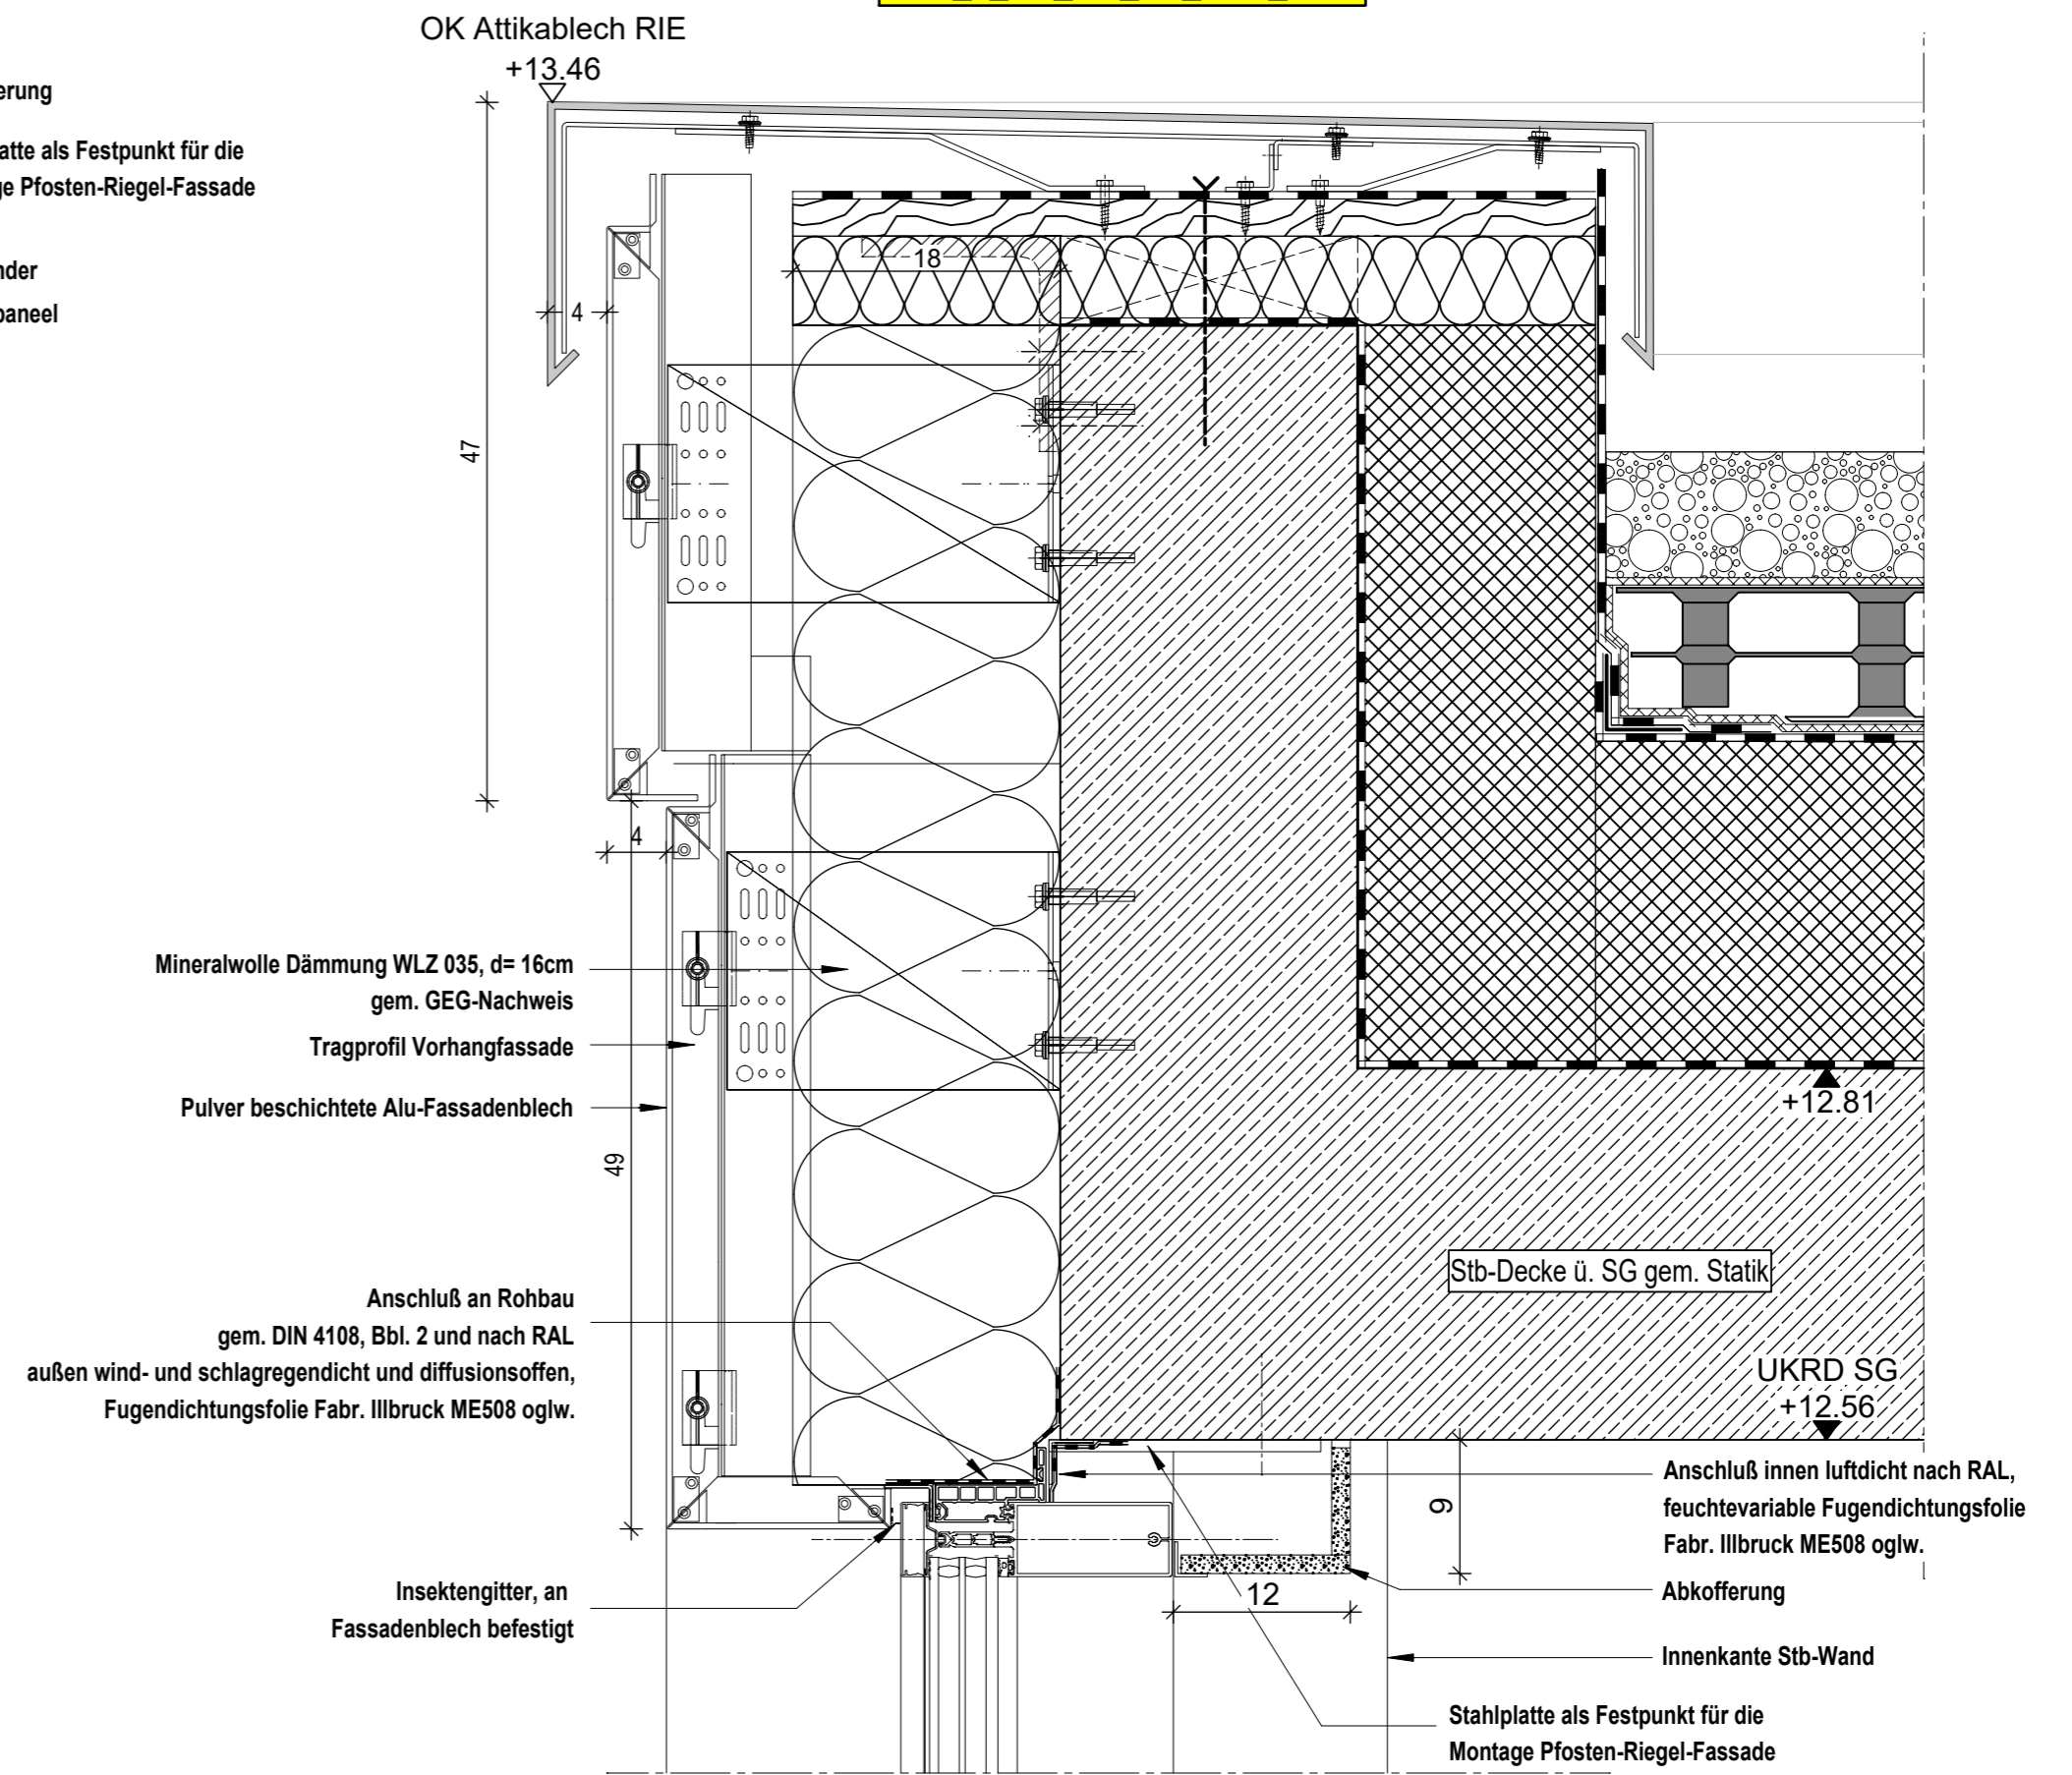 OK Attikablech RIE
+13.46
erung
atte als Festpunkt für die
ge Pfosten-Riegel-Fassade
nder
paneel
18
4
47
4
Mineralwolle Dämmung WLZ 035, d= 16cm
gem. GEG-Nachweis
Tragprofil Vorhangfassade
Pulver beschichtete Alu-Fassadenblech
+12.81
49
Stb-Decke ü. SG gem. Statik
Anschluß an Rohbau
gem. DIN 4108, Bbl. 2 und nach RAL
außen wind- und schlagregendicht und diffusionsoffen,
Fugendichtungsfolie Fabr. Illbruck ME508 oglw.
UKRD SG
+12.56
Anschluß innen luftdicht nach RAL,
feuchtevariable Fugendichtungsfolie
Fabr. Illbruck ME508 oglw.
9
Insektengitter, an
Fassadenblech befestigt
12
Abkofferung
Innenkante Stb-Wand
Stahlplatte als Festpunkt für die
Montage Pfosten-Riegel-Fassade